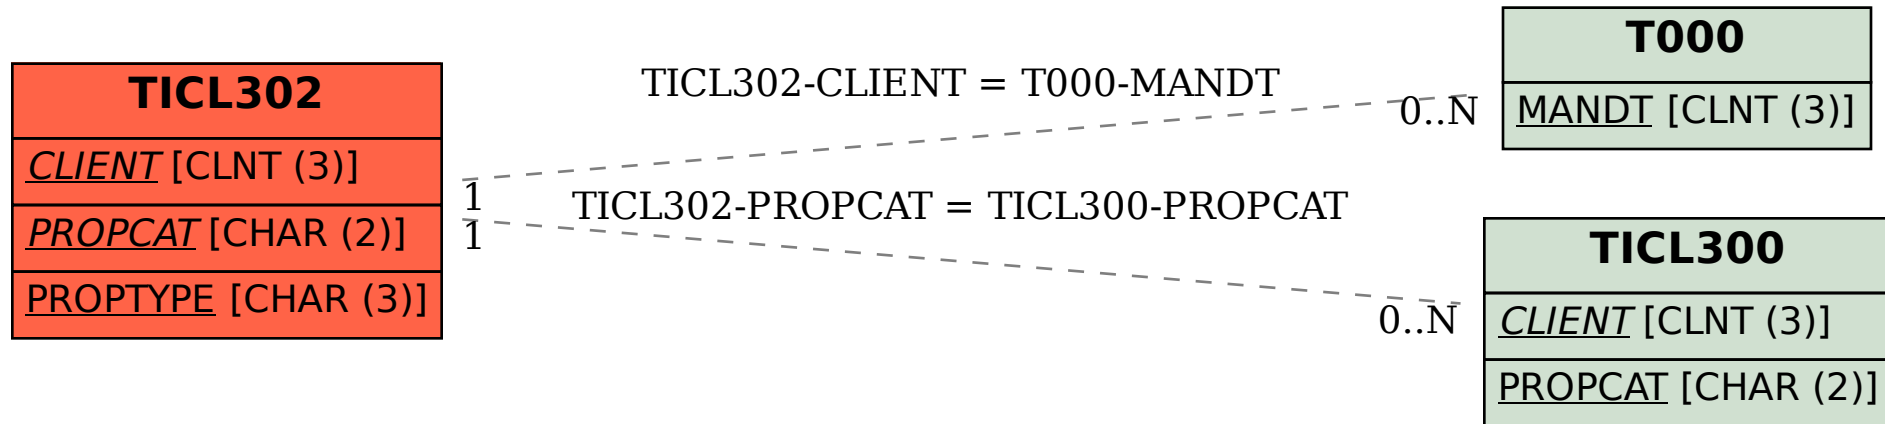 TICL302
CLIENT [CLNT (3)]
PROPCAT [CHAR (2)]
PROPTYPE [CHAR (3)]
TICL302-CLIENT = T000-MANDT
1
0..N
TICL302-PROPCAT = TICL300-PROPCAT
1
0..N
T000
MANDT [CLNT (3)]
TICL300
CLIENT [CLNT (3)]
PROPCAT [CHAR (2)]